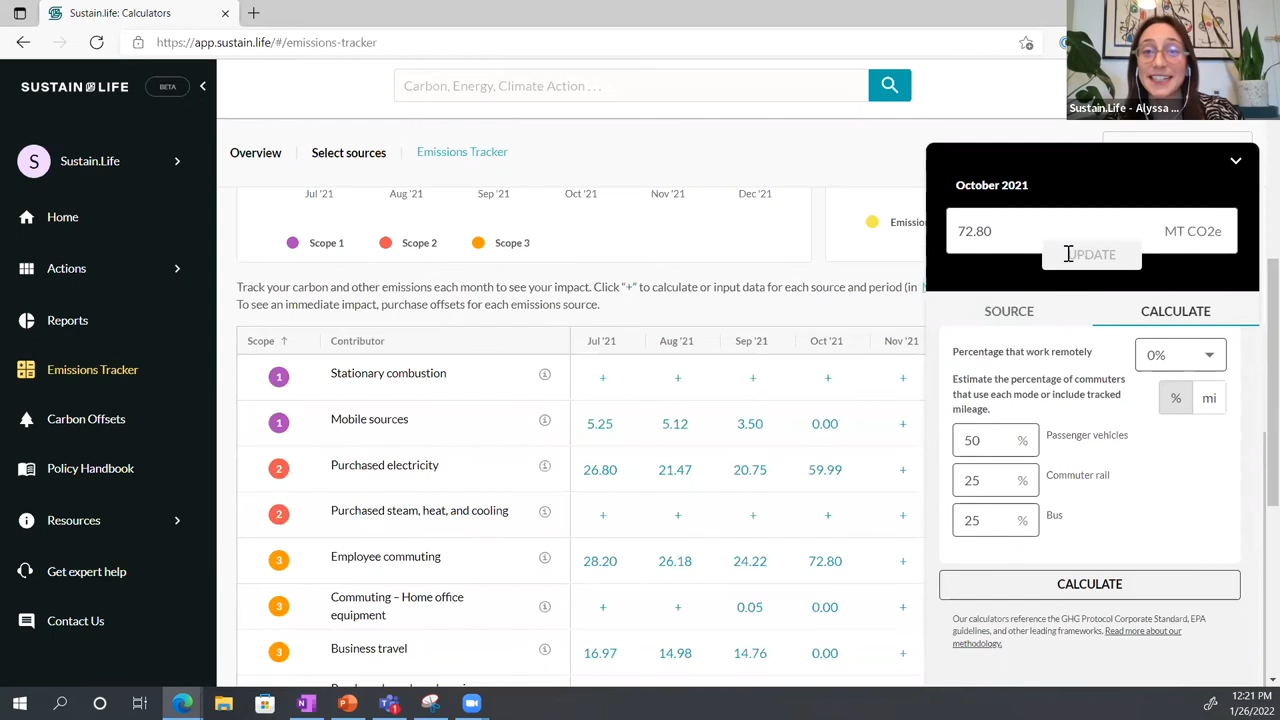 Sustain.life: Calculators
https://app.sustain.life/#/emissions-tracker
Sustain.Life - Alyssa ...
SUSTAIN LIFE
BETA
Carbon, Energy, Climate Action . . .
S
Sustain.Life
Home
Actions
Reports
Emissions Tracker
Carbon Offsets
Policy Handbook
Resources
Get expert help
Contact Us
Overview
Select sources
Emissions Tracker
Jul '21 Aug '21 Sep '21 Oct '21 Nov '21 Dec '21
Scope 1 Scope 2 Scope 3
Track your carbon and other emissions each month to see your impact. Click "+" to calculate or input data for each source and period (in
To see an immediate impact, purchase offsets for each emissions source.
Scope ↑ Contributor Jul '21 Aug '21 Sep '21 Oct '21 Nov '21
1 Stationary combustion + + + + +
1 Mobile sources 5.25 5.12 3.50 0.00 +
2 Purchased electricity 26.80 21.47 20.75 59.99 +
2 Purchased steam, heat, and cooling + + + + +
3 Employee commuting 28.20 26.18 24.22 72.80 +
3 Commuting – Home office
equipment + + 0.05 0.00 +
3 Business travel 16.97 14.98 14.76 0.00 +
October 2021
72.80 MT CO2e
UPDATE
SOURCE CALCULATE
Percentage that work remotely 0%
Estimate the percentage of commuters
that use each mode or include tracked
mileage.
% mi
50 % Passenger vehicles
25 % Commuter rail
25 % Bus
CALCULATE
Our calculators reference the GHG Protocol Corporate Standard, EPA
guidelines, and other leading frameworks. Read more about our
methodology.
12:21 PM
1/26/2022